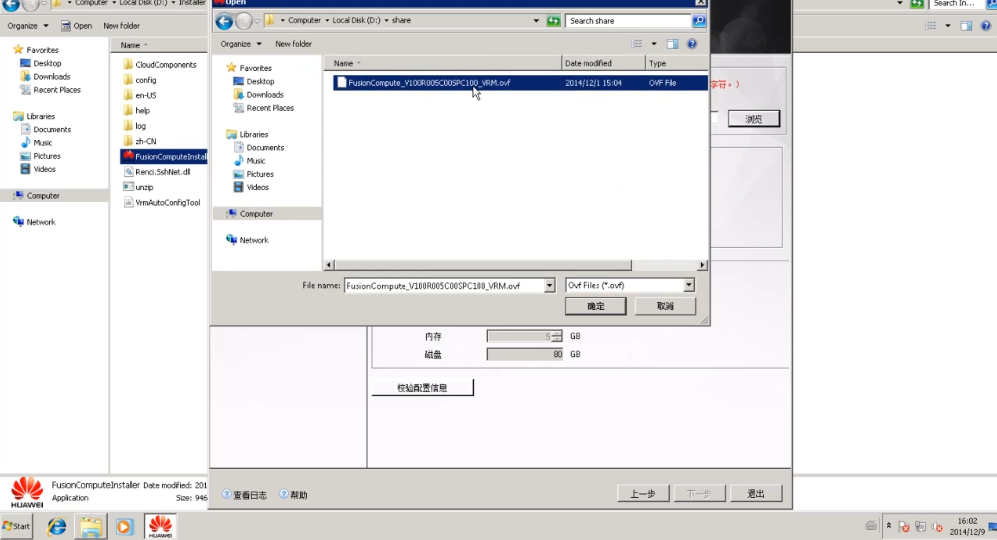 Computer ▸ Local Disk (D:) ▸ Installer
Search In...
Organize
Open
New folder
Name
Favorites
Desktop
Downloads
Recent Places
Libraries
Documents
Music
Pictures
Videos
Computer
Network
CloudComponents
config
en-US
help
log
zh-CN
FusionComputeInstal
Renci.SshNet.dll
unzip
VrmAutoConfigTool
Open
Computer ▸ Local Disk (D:) ▸ share
Search share
Organize
New folder
Favorites
Desktop
Downloads
Recent Places
Libraries
Documents
Music
Pictures
Videos
Computer
Network
Name
Date modified
Type
FusionCompute_V100R005C00SPC100_VRM.ovf
2014/12/1 15:04
OVF File
File name:
FusionCompute_V100R005C00SPC100_VRM.ovf
Ovf Files (*.ovf)
确定
取消
字符。)
浏览
内存
5
GB
磁盘
80
GB
校验配置信息
查看日志
帮助
上一步
下一步
退出
HUAWEI
FusionComputeInstaller Date modified: 201
Application
Size: 946
Start
HUAWEI
16:02
2014/12/9